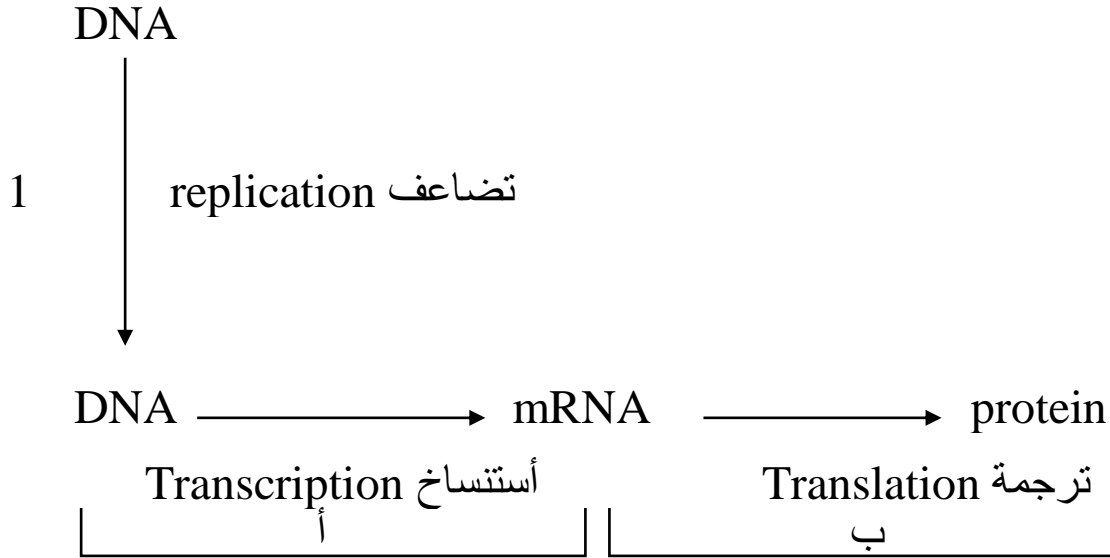 DNA
1 replication تضاعف
DNA mRNA protein
Transcription أستنساخ Translation ترجمة
أ ب